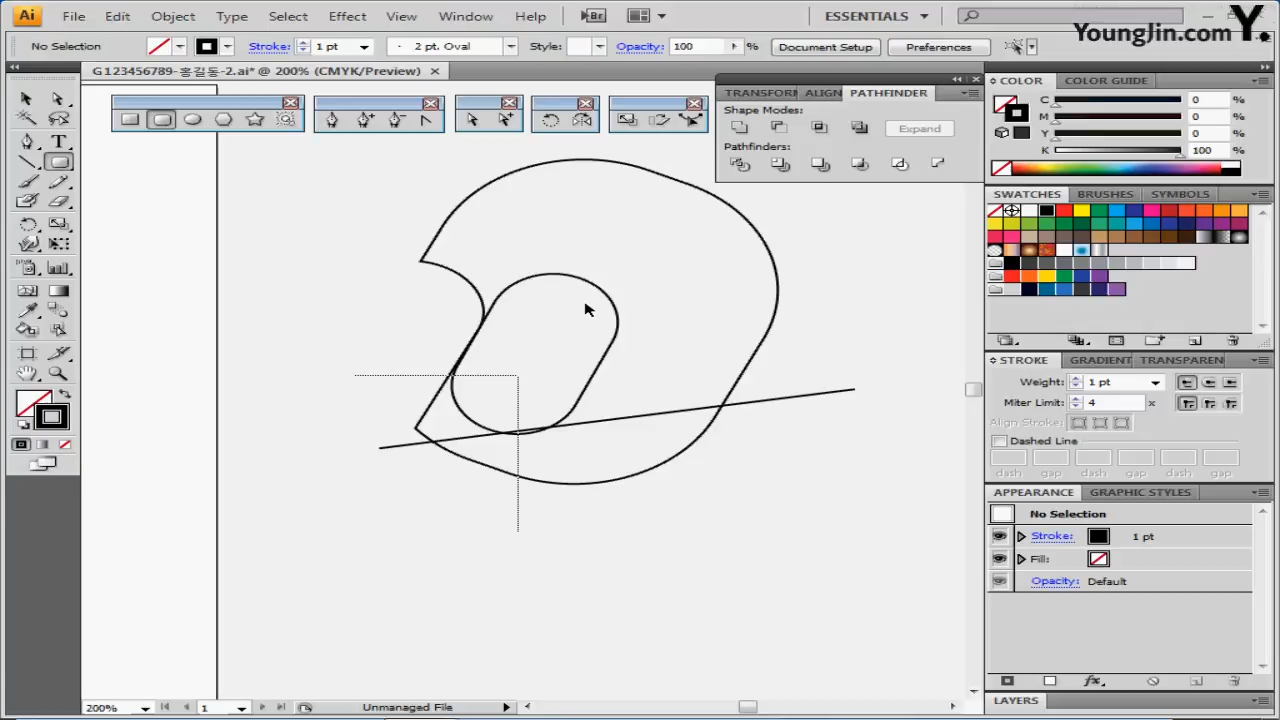 Ai File Edit Object Type Select Effect View Window Help Br ESSENTIALS
YoungJin.com Y.
No Selection Stroke: 1 pt 2 pt. Oval Style: Opacity: 100 % Document Setup Preferences
G123456789-홍길동-2.ai* @ 200% (CMYK/Preview)
TRANSFORM ALIGN PATHFINDER
Shape Modes:
Expand
Pathfinders:
COLOR COLOR GUIDE
C 0 %
M 0 %
Y 0 %
K 100 %
SWATCHES BRUSHES SYMBOLS
STROKE GRADIENT TRANSPAREN
Weight: 1 pt
Miter Limit: 4 x
Align Stroke:
Dashed Line
dash gap dash gap dash gap
APPEARANCE GRAPHIC STYLES
No Selection
Stroke: 1 pt
Fill:
Opacity: Default
fx
LAYERS
200% 1 Unmanaged File